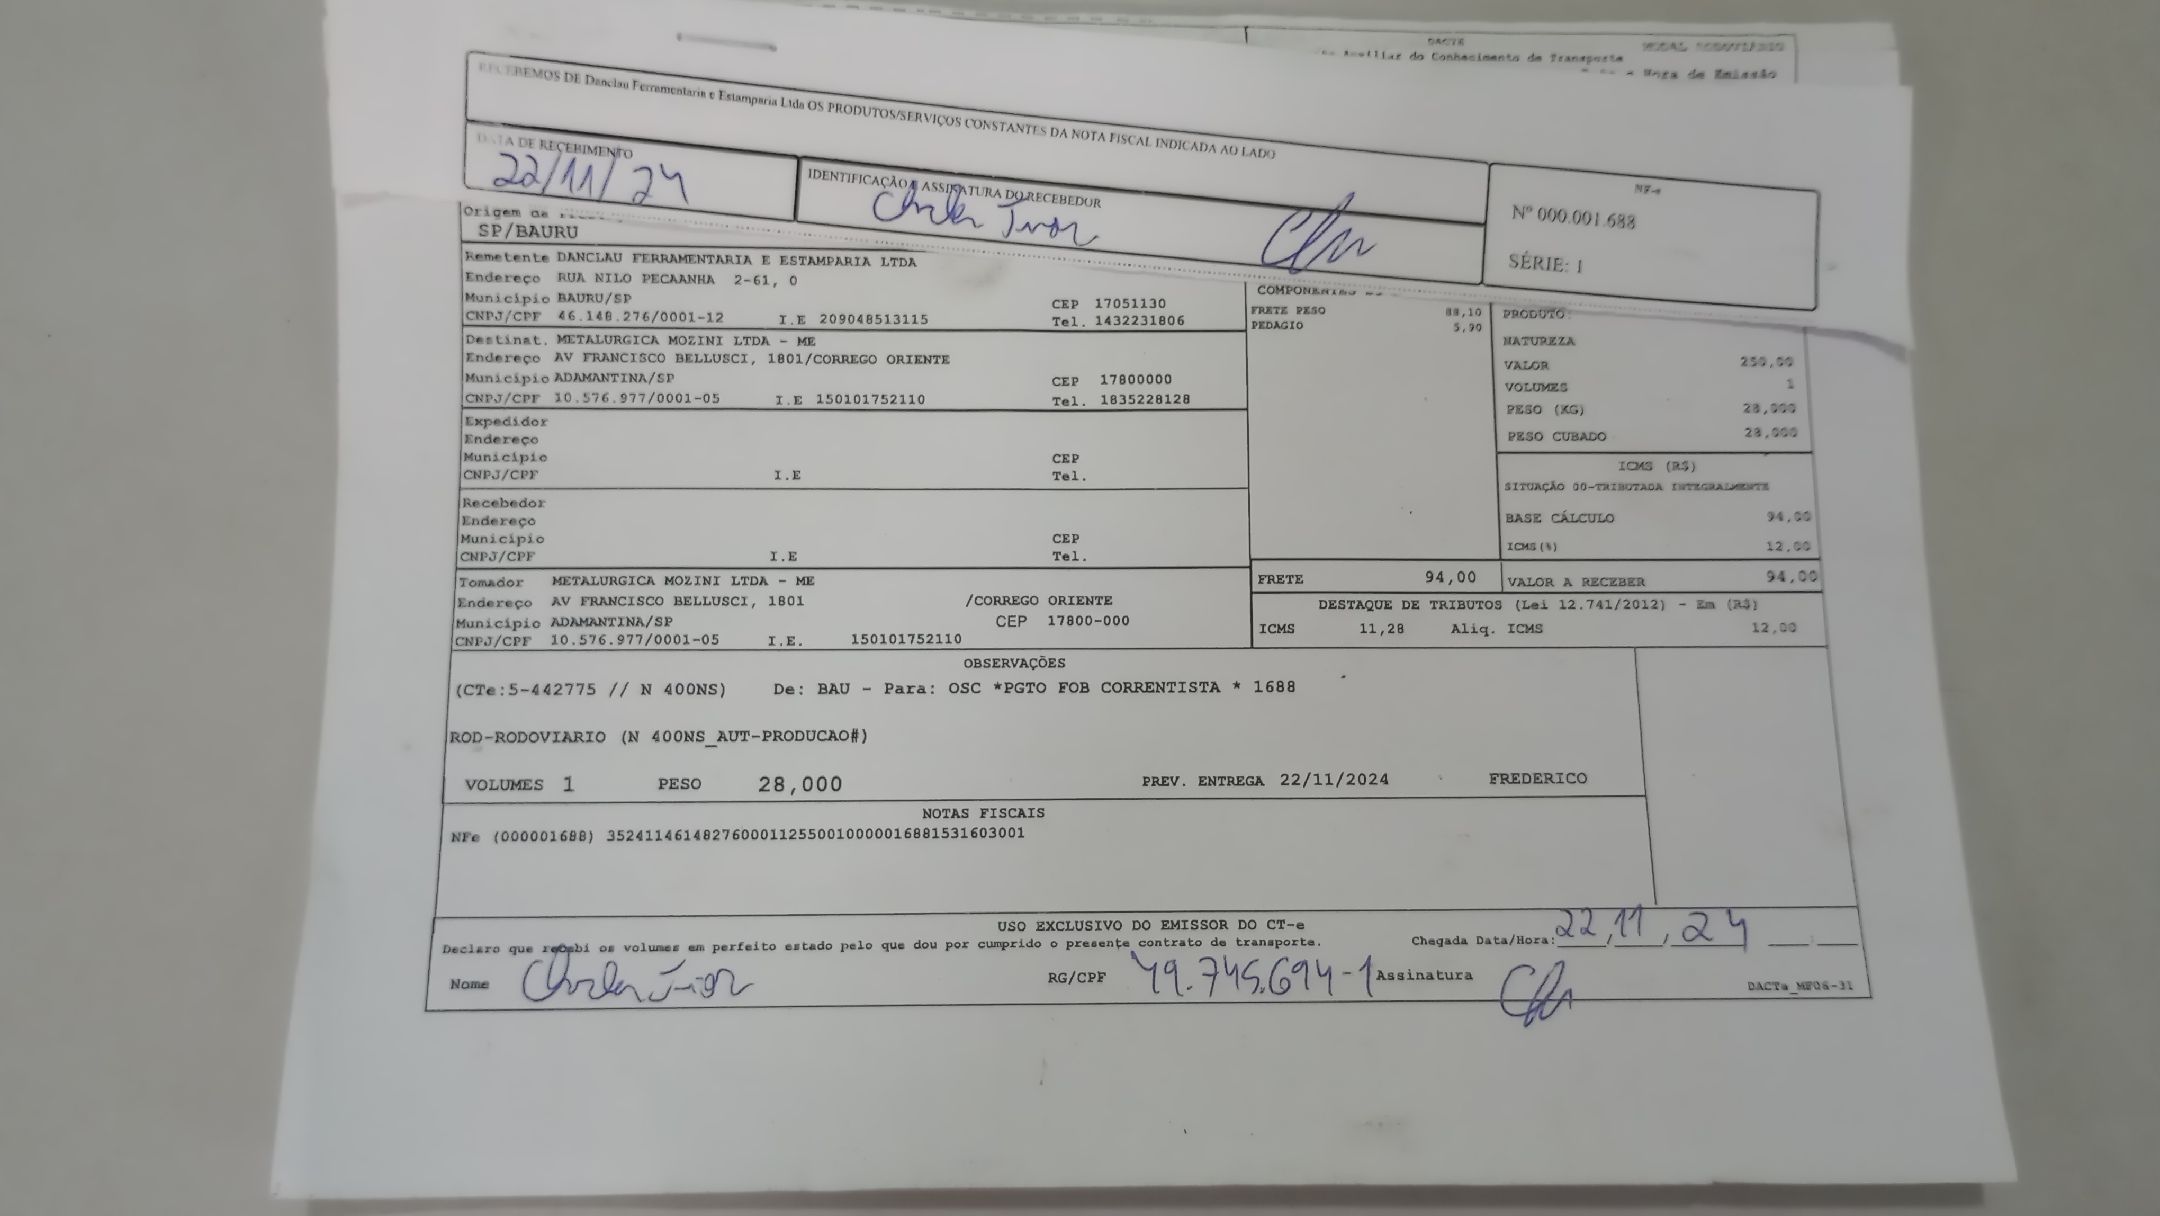 DACTE
MODAL RODOVIÁRIO
Auxiliar do Conhecimento de Transporte
Hora de Emissão
RECEBEMOS DE Danclau Ferramentaria e Estamparia Ltda OS PRODUTOS/SERVIÇOS CONSTANTES DA NOTA FISCAL INDICADA AO LADO
DATA DE RECEBIMENTO
22/11/24
IDENTIFICAÇÃO E ASSINATURA DO RECEBEDOR
NF-e
Nº 000.001.688
SÉRIE: 1
Origem da
SP/BAURU
Remetente DANCLAU FERRAMENTARIA E ESTAMPARIA LTDA
Endereço RUA NILO PECAANHA 2-61, 0
Município BAURU/SP CEP 17051130
CNPJ/CPF 46.148.276/0001-12 I.E 209048513115 Tel. 1432231806
Destinat. METALURGICA MOZINI LTDA - ME
Endereço AV FRANCISCO BELLUSCI, 1801/CORREGO ORIENTE
Município ADAMANTINA/SP CEP 17800000
CNPJ/CPF 10.576.977/0001-05 I.E 150101752110 Tel. 1835228128
Expedidor
Endereço
Município CEP
CNPJ/CPF I.E Tel.
Recebedor
Endereço
Município CEP
CNPJ/CPF I.E Tel.
Tomador METALURGICA MOZINI LTDA - ME
Endereço AV FRANCISCO BELLUSCI, 1801 /CORREGO ORIENTE
Município ADAMANTINA/SP CEP 17800-000
CNPJ/CPF 10.576.977/0001-05 I.E. 150101752110
COMPONENTES
FRETE PESO 88,10
PEDAGIO 5,90
PRODUTO:
NATUREZA
VALOR 250,00
VOLUMES 1
PESO (KG) 28,000
PESO CUBADO 28,000
ICMS (R$)
SITUAÇÃO 00-TRIBUTADA INTEGRALMENTE
BASE CÁLCULO 94,00
ICMS(%) 12,00
FRETE 94,00 VALOR A RECEBER 94,00
DESTAQUE DE TRIBUTOS (Lei 12.741/2012) - Em (R$)
ICMS 11,28 Aliq. ICMS 12,00
OBSERVAÇÕES
(CTe:5-442775 // N 400NS) De: BAU - Para: OSC *PGTO FOB CORRENTISTA * 1688
ROD-RODOVIARIO (N 400NS_AUT-PRODUCAO#)
VOLUMES 1 PESO 28,000 PREV. ENTREGA 22/11/2024 FREDERICO
NOTAS FISCAIS
NFe (000001688) 35241146148276000112550010000016881531603001
USO EXCLUSIVO DO EMISSOR DO CT-e
Declaro que recebi os volumes em perfeito estado pelo que dou por cumprido o presente contrato de transporte. Chegada Data/Hora: 22/11/24
Nome RG/CPF 49.745.694-1 Assinatura
DACTe_MF06-31